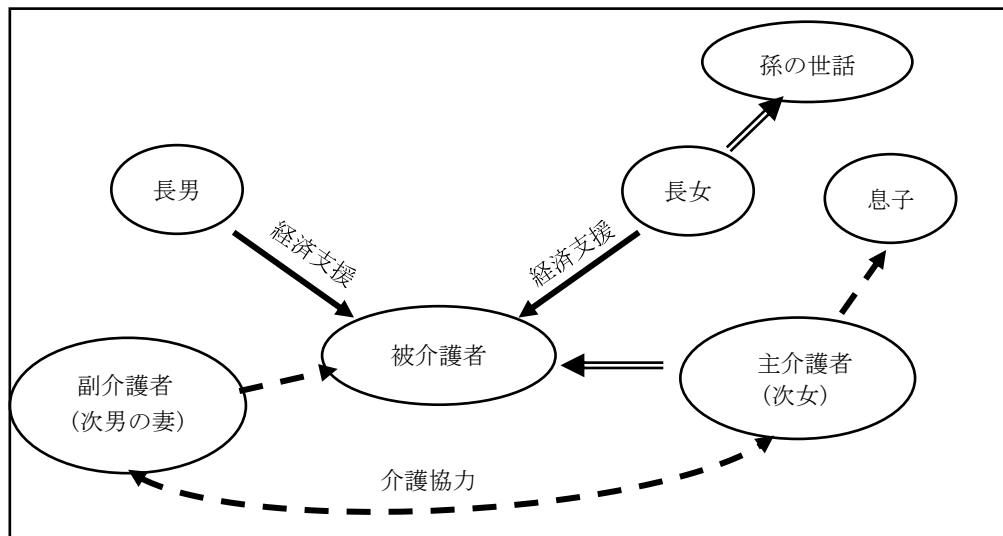 孫の世話
長男
長女
息子
経済支援
経済支援
被介護者
主介護者
（次女）
副介護者
（次男の妻）
介護協力